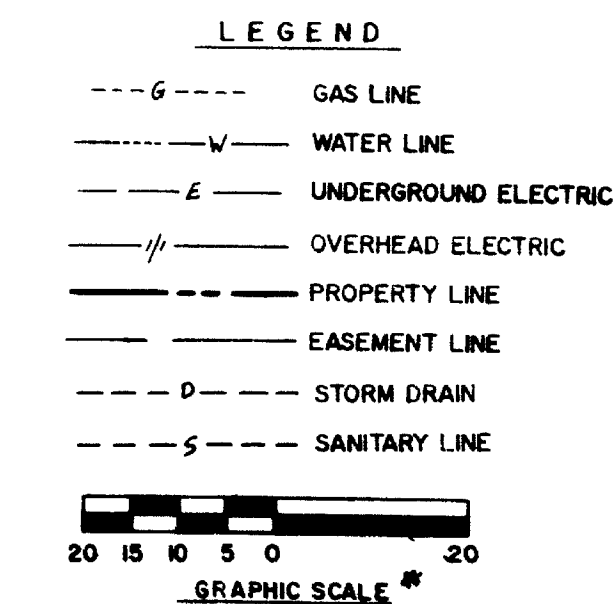 LEGEND
G GAS LINE
W WATER LINE
E UNDERGROUND ELECTRIC
OVERHEAD ELECTRIC
PROPERTY LINE
EASEMENT LINE
D STORM DRAIN
S SANITARY LINE
20 15 10 5 0 20
GRAPHIC SCALE *